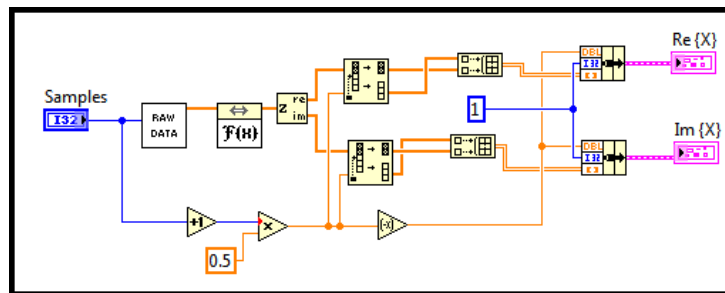 Re {X}
DBL
I32
Samples
I32
RAW
DATA
F(x)
z
re
im
1
Im {X}
DBL
I32
+1
x
(-x)
0.5